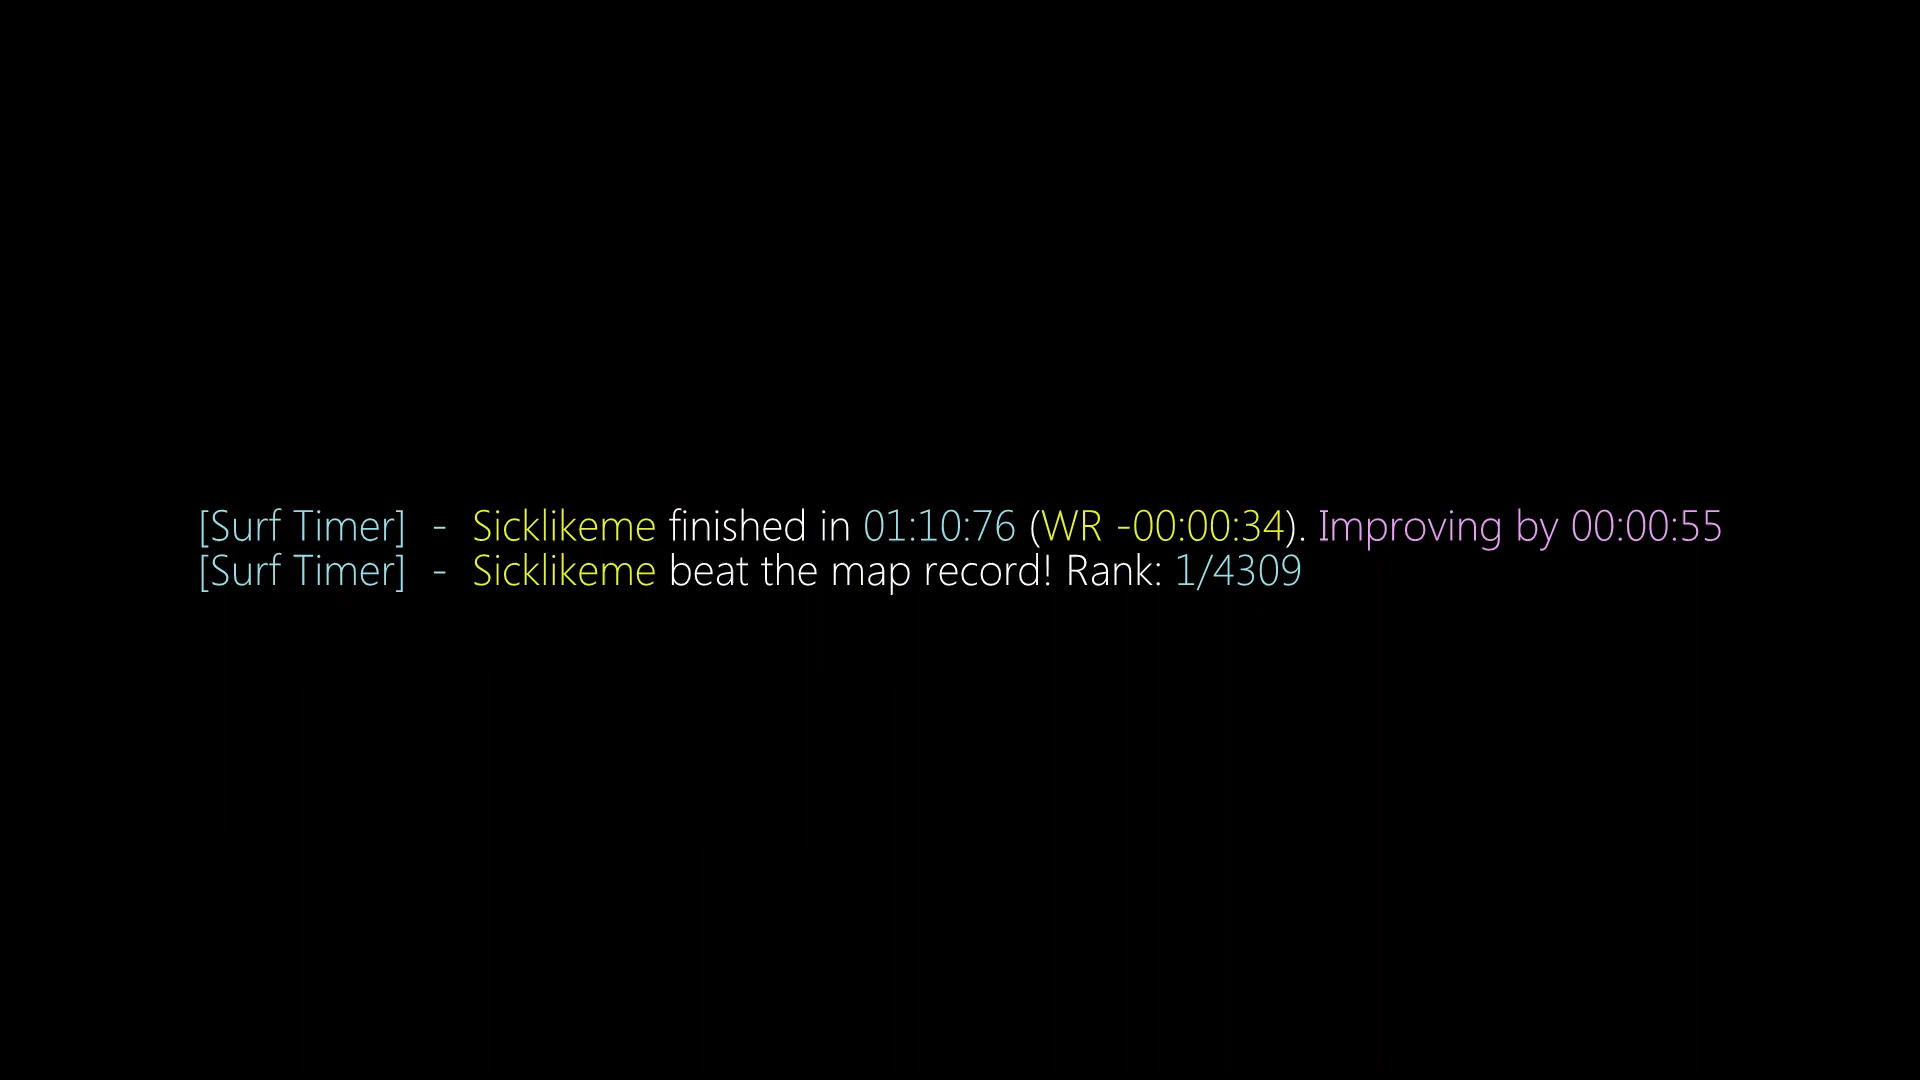 [Surf Timer] - Sicklikeme finished in 01:10:76 (WR -00:00:34). Improving by 00:00:55
[Surf Timer] - Sicklikeme beat the map record! Rank: 1/4309